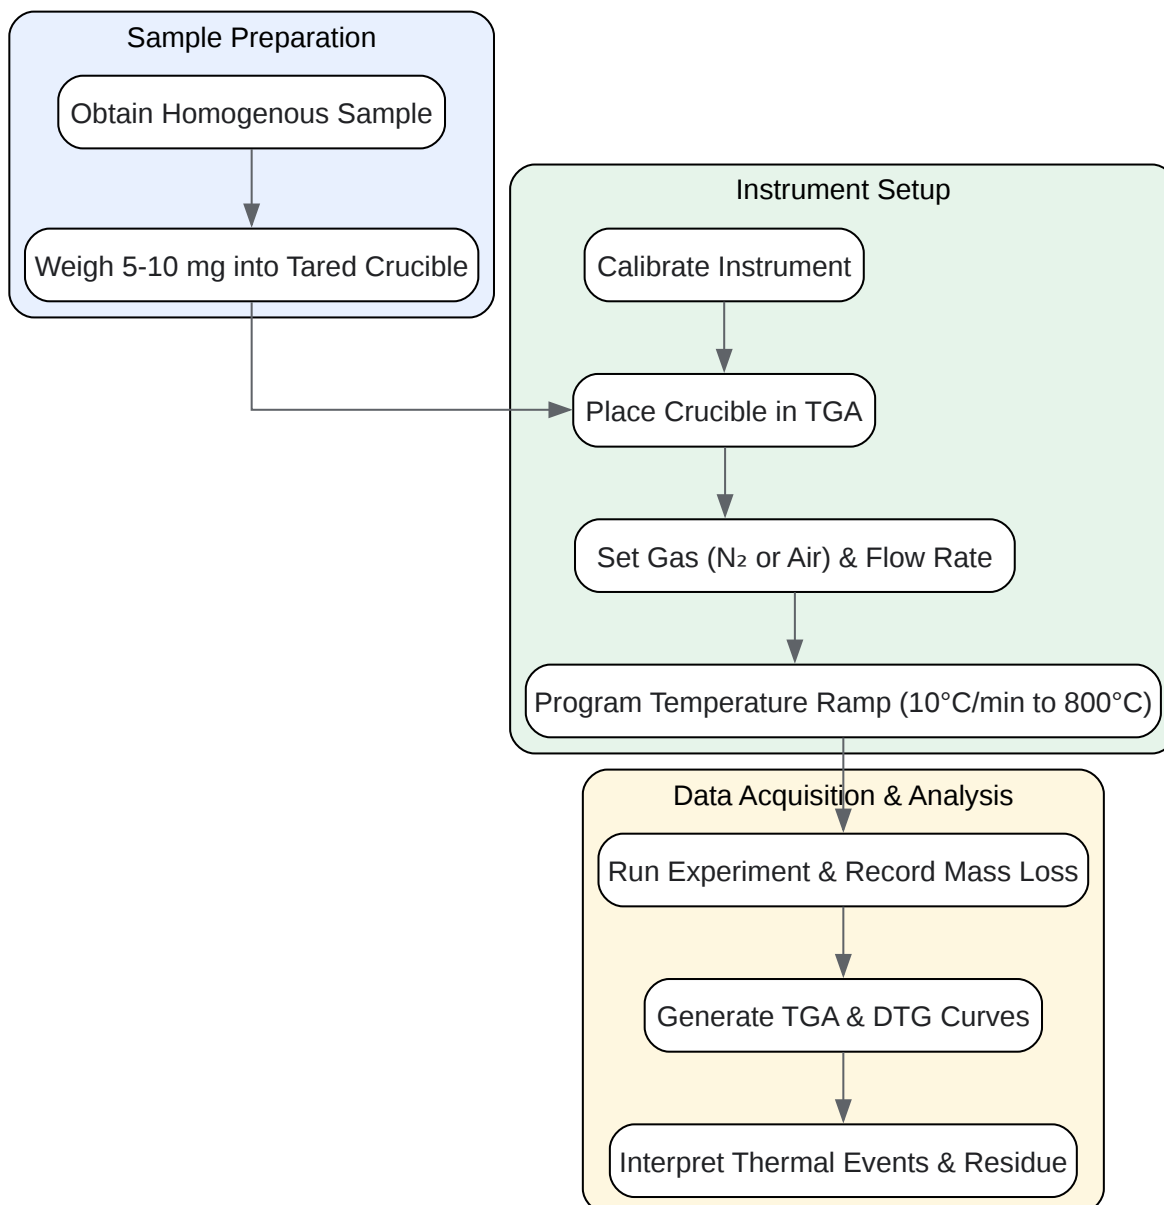 Sample Preparation
Obtain Homogenous Sample
Weigh 5-10 mg into Tared Crucible
Instrument Setup
Calibrate Instrument
Place Crucible in TGA
Set Gas (N₂ or Air) & Flow Rate
Program Temperature Ramp (10°C/min to 800°C)
Data Acquisition & Analysis
Run Experiment & Record Mass Loss
Generate TGA & DTG Curves
Interpret Thermal Events & Residue